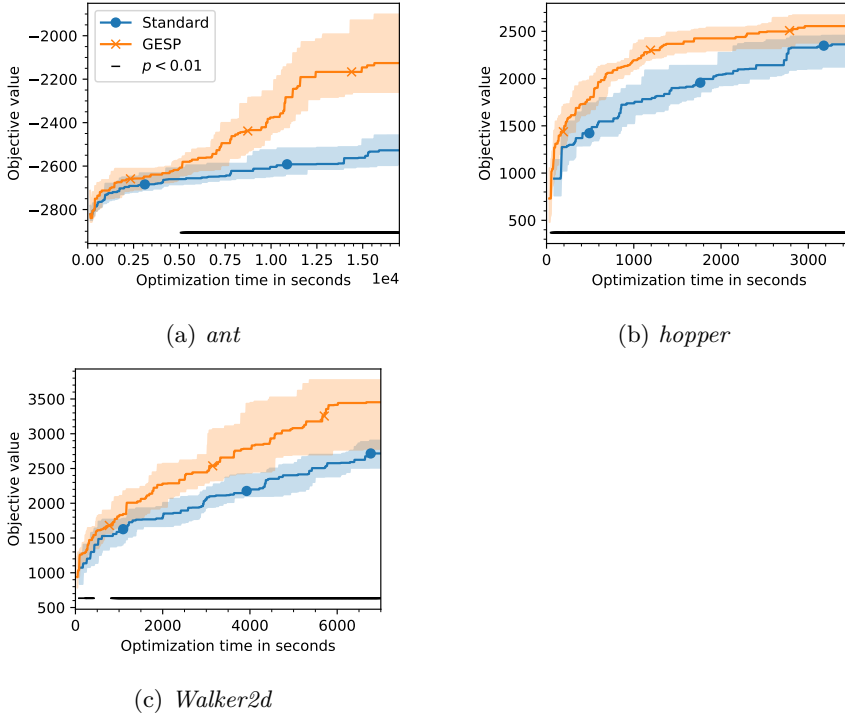 Standard
GESP
p < 0.01
Objective value
−2000
−2200
−2400
−2600
−2800
0.00 0.25 0.50 0.75 1.00 1.25 1.50
1e4
Optimization time in seconds
(a) ant
Objective value
2500
2000
1500
1000
500
0 1000 2000 3000
Optimization time in seconds
(b) hopper
Objective value
3500
3000
2500
2000
1500
1000
500
0 2000 4000 6000
Optimization time in seconds
(c) Walker2d